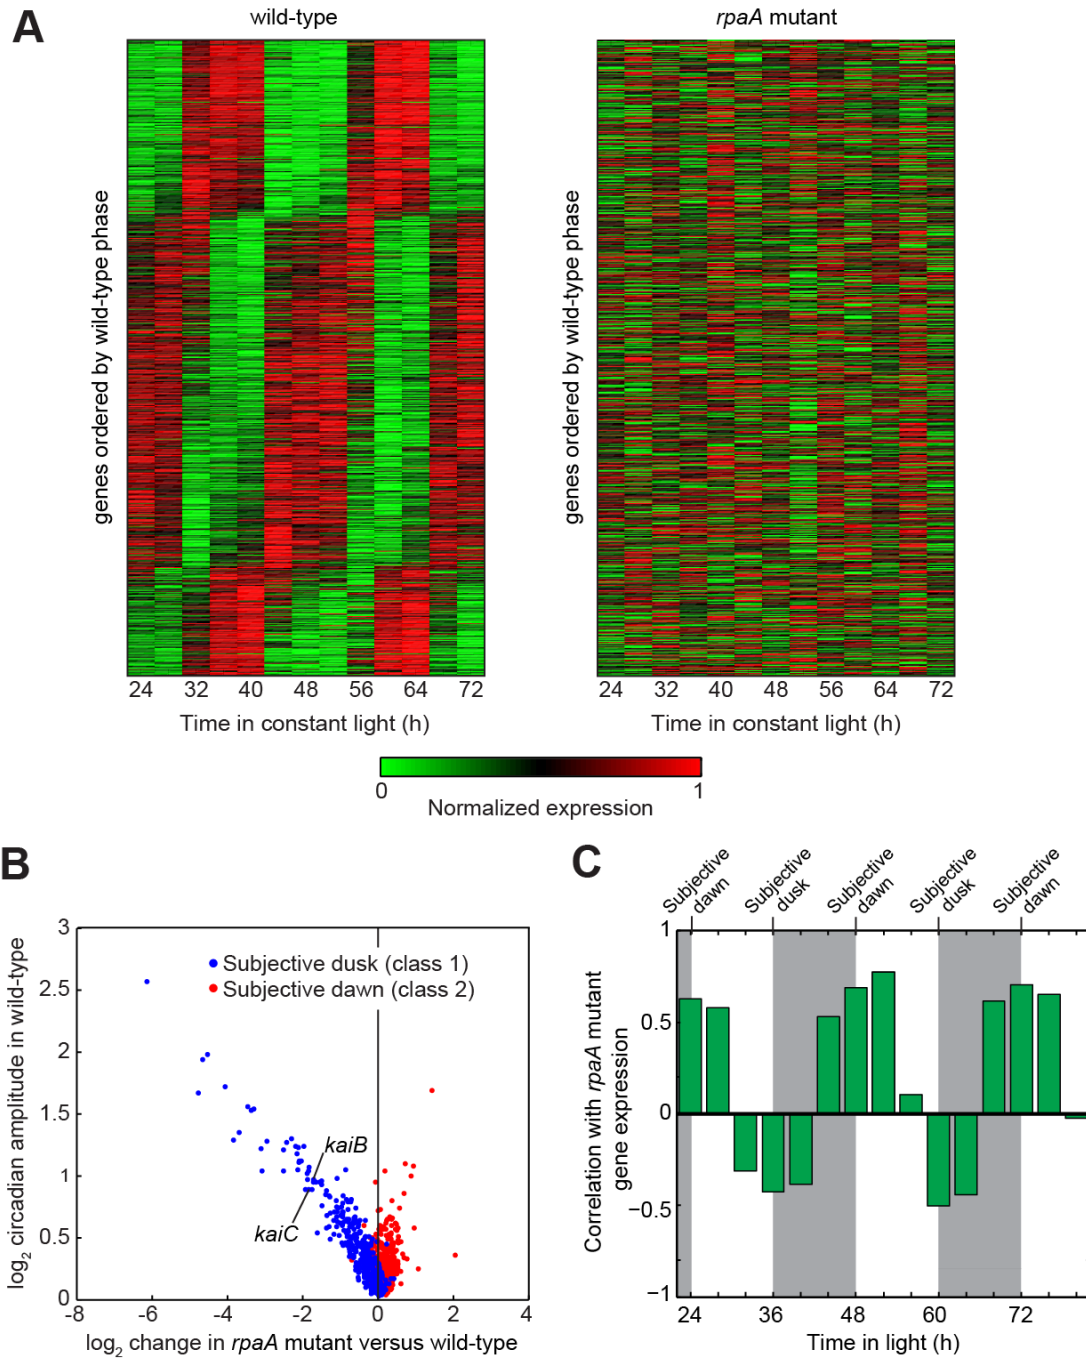 A
wild-type
rpaA mutant
genes ordered by wild-type phase
genes ordered by wild-type phase
24 32 40 48 56 64 72
24 32 40 48 56 64 72
Time in constant light (h)
Time in constant light (h)
0 1
Normalized expression
B
3
2.5
2
1.5
1
0.5
0
log2 circadian amplitude in wild-type
Subjective dusk (class 1)
Subjective dawn (class 2)
kaiB
kaiC
-8 -6 -4 -2 0 2 4
log2 change in rpaA mutant versus wild-type
C
Subjective
dawn
Subjective
dusk
Subjective
dawn
Subjective
dusk
Subjective
dawn
1
0.5
0
−0.5
−1
Correlation with rpaA mutant
gene expression
24 36 48 60 72
Time in light (h)